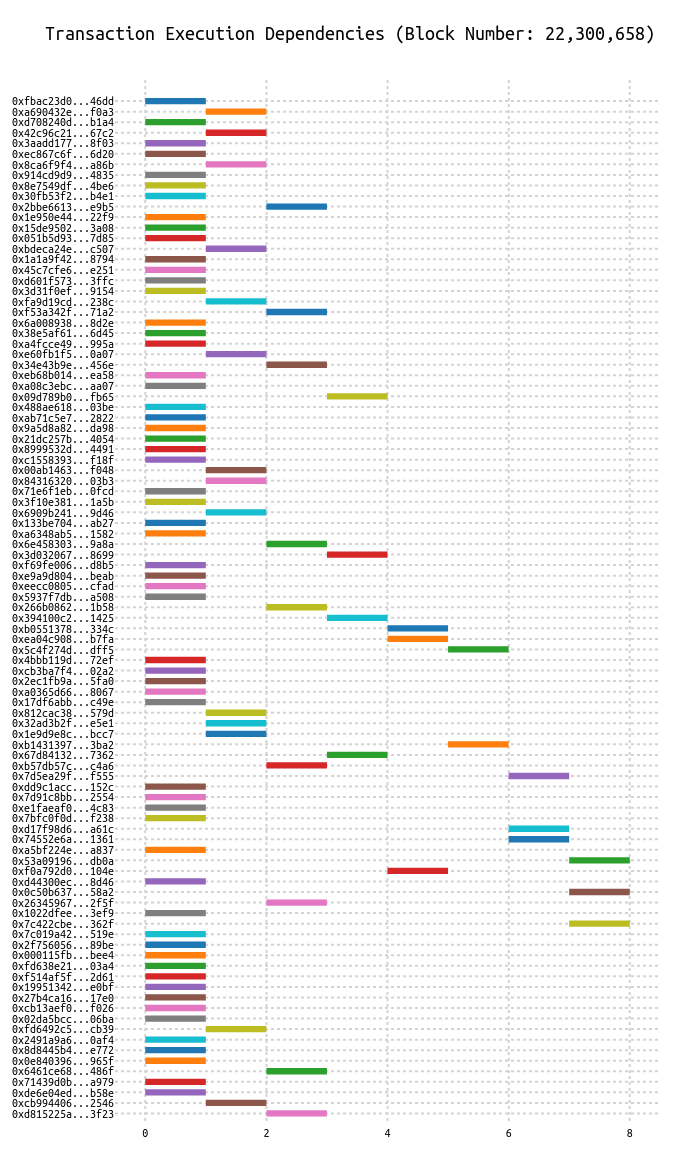 Transaction Execution Dependencies (Block Number: 22,300,658)
0xfbac23d0...46dd
0xa690432e...f0a3
0xd708240d...b1a4
0x42c96c21...67c2
0x3aadd177...8f03
0xec867c6f...6d20
0x8ca6f9f4...a86b
0x914cd9d9...4835
0x8e7549df...4be6
0x30fb53f2...b4e1
0x2bbe6613...e9b5
0x1e950e44...22f9
0x15de9502...3a08
0x051b5d93...7d85
0xbdeca24e...c507
0x1a1a9f42...8794
0x45c7cfe6...e251
0xd601f573...3ffc
0x3d31f0ef...9154
0xfa9d19cd...238c
0xf53a342f...71a2
0x6a008938...8d2e
0x38e5af61...6d45
0xa4fcce49...995a
0xe60fb1f5...0a07
0x34e43b9e...456e
0xeb68b014...ea58
0xa08c3ebc...aa07
0x09d789b0...fb65
0x488ae618...03be
0xab71c5e7...2822
0x9a5d8a82...da98
0x21dc257b...4054
0x8999532d...4491
0xc1558393...f18f
0x00ab1463...f048
0x84316320...03b3
0x71e6f1eb...0fcd
0x3f10e381...1a5b
0x6909b241...9d46
0x133be704...ab27
0xa6348ab5...1582
0x6e458303...9a8a
0x3d032067...8699
0xf69fe006...d8b5
0xe9a9d804...beab
0xeecc0805...cfad
0x5937f7db...a508
0x266b0862...1b58
0x394100c2...1425
0xb0551378...334c
0xea04c908...b7fa
0x5c4f274d...dff5
0x4bbb119d...72ef
0xcb3ba7f4...02a2
0x2ec1fb9a...5fa0
0xa0365d66...8067
0x17df6abb...c49e
0x812cac38...579d
0x32ad3b2f...e5e1
0x1e9d9e8c...bcc7
0xb1431397...3ba2
0x67d84132...7362
0xb57db57c...c4a6
0x7d5ea29f...f555
0xdd9c1acc...152c
0x7d91c8bb...2554
0xe1faeaf0...4c83
0x7bfc0f0d...f238
0xd17f98d6...a61c
0x74552e6a...1361
0xa5bf224e...a837
0x53a09196...db0a
0xf0a792d0...104e
0xd44300ec...8d46
0x0c50b637...58a2
0x26345967...2f5f
0x1022dfee...3ef9
0x7c422cbe...362f
0x7c019a42...519e
0x2f756056...89be
0x000115fb...bee4
0xfd638e21...03a4
0xf514af5f...2d61
0x19951342...e0bf
0x27b4ca16...17e0
0xcb13aef0...f026
0x02da5bcc...06ba
0xfd6492c5...cb39
0x2491a9a6...0af4
0x8d8445b4...e772
0x0e840396...965f
0x6461ce68...486f
0x71439d0b...a979
0xde6e04ed...b58e
0xcb994406...2546
0xd815225a...3f23
0 2 4 6 8